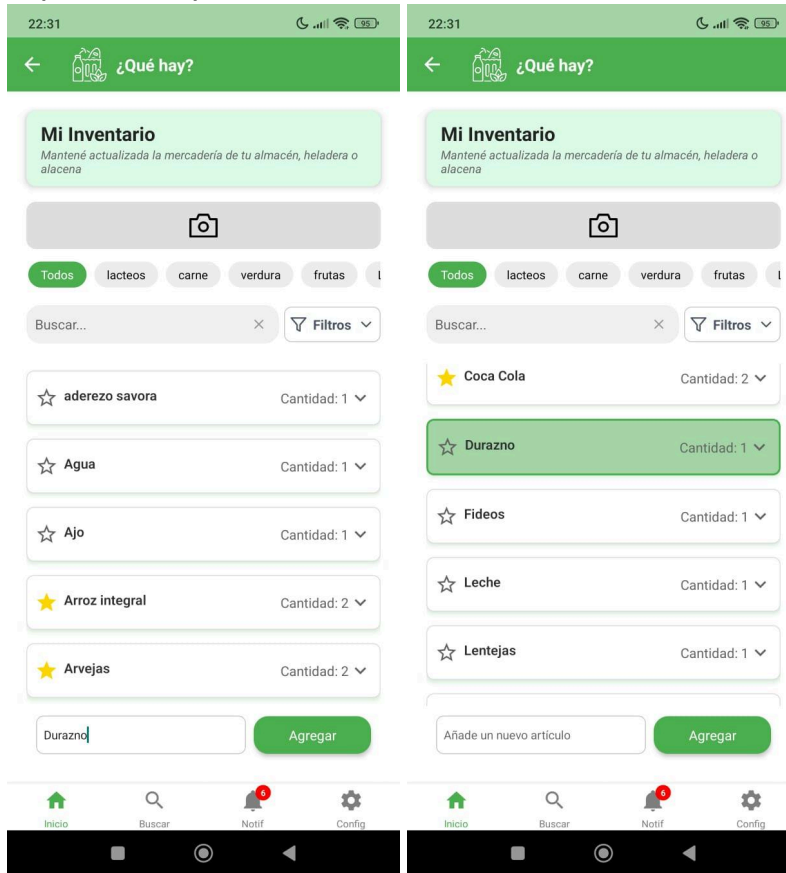 22:31
95
¿Qué hay?
Mi Inventario
Mantené actualizada la mercadería de tu almacén, heladera o
alacena
Todos lacteos carne verdura frutas
Buscar...
Filtros
aderezo savora Cantidad: 1
Agua Cantidad: 1
Ajo Cantidad: 1
Arroz integral Cantidad: 2
Arvejas Cantidad: 2
Durazno Agregar
6
Inicio Buscar Notif Config
22:31
95
¿Qué hay?
Mi Inventario
Mantené actualizada la mercadería de tu almacén, heladera o
alacena
Todos lacteos carne verdura frutas
Buscar...
Filtros
Coca Cola Cantidad: 2
Durazno Cantidad: 1
Fideos Cantidad: 1
Leche Cantidad: 1
Lentejas Cantidad: 1
Añade un nuevo artículo Agregar
6
Inicio Buscar Notif Config